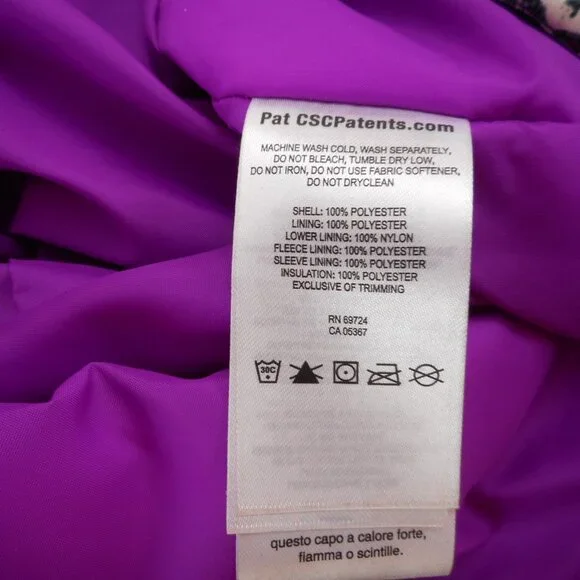 Pat CSCPatents.com
MACHINE WASH COLD, WASH SEPARATELY,
DO NOT BLEACH, TUMBLE DRY LOW,
DO NOT IRON, DO NOT USE FABRIC SOFTENER,
DO NOT DRYCLEAN
SHELL: 100% POLYESTER
LINING: 100% POLYESTER
LOWER LINING: 100% NYLON
FLEECE LINING: 100% POLYESTER
SLEEVE LINING: 100% POLYESTER
INSULATION: 100% POLYESTER
EXCLUSIVE OF TRIMMING
RN 69724
CA 05367
30C
questo capo a calore forte,
fiamma o scintille.